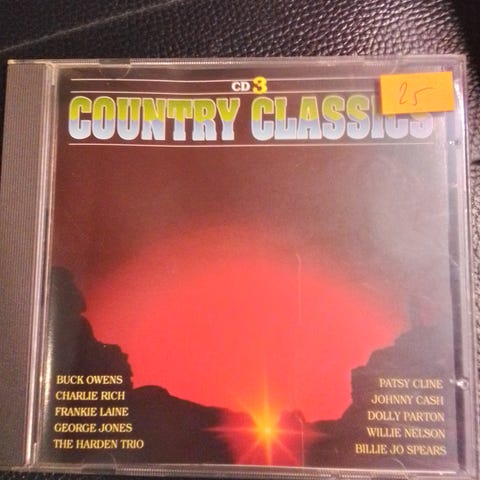 CD 3
25
COUNTRY CLASSICS
BUCK OWENS
CHARLIE RICH
FRANKIE LAINE
GEORGE JONES
THE HARDEN TRIO
PATSY CLINE
JOHNNY CASH
DOLLY PARTON
WILLIE NELSON
BILLIE JO SPEARS